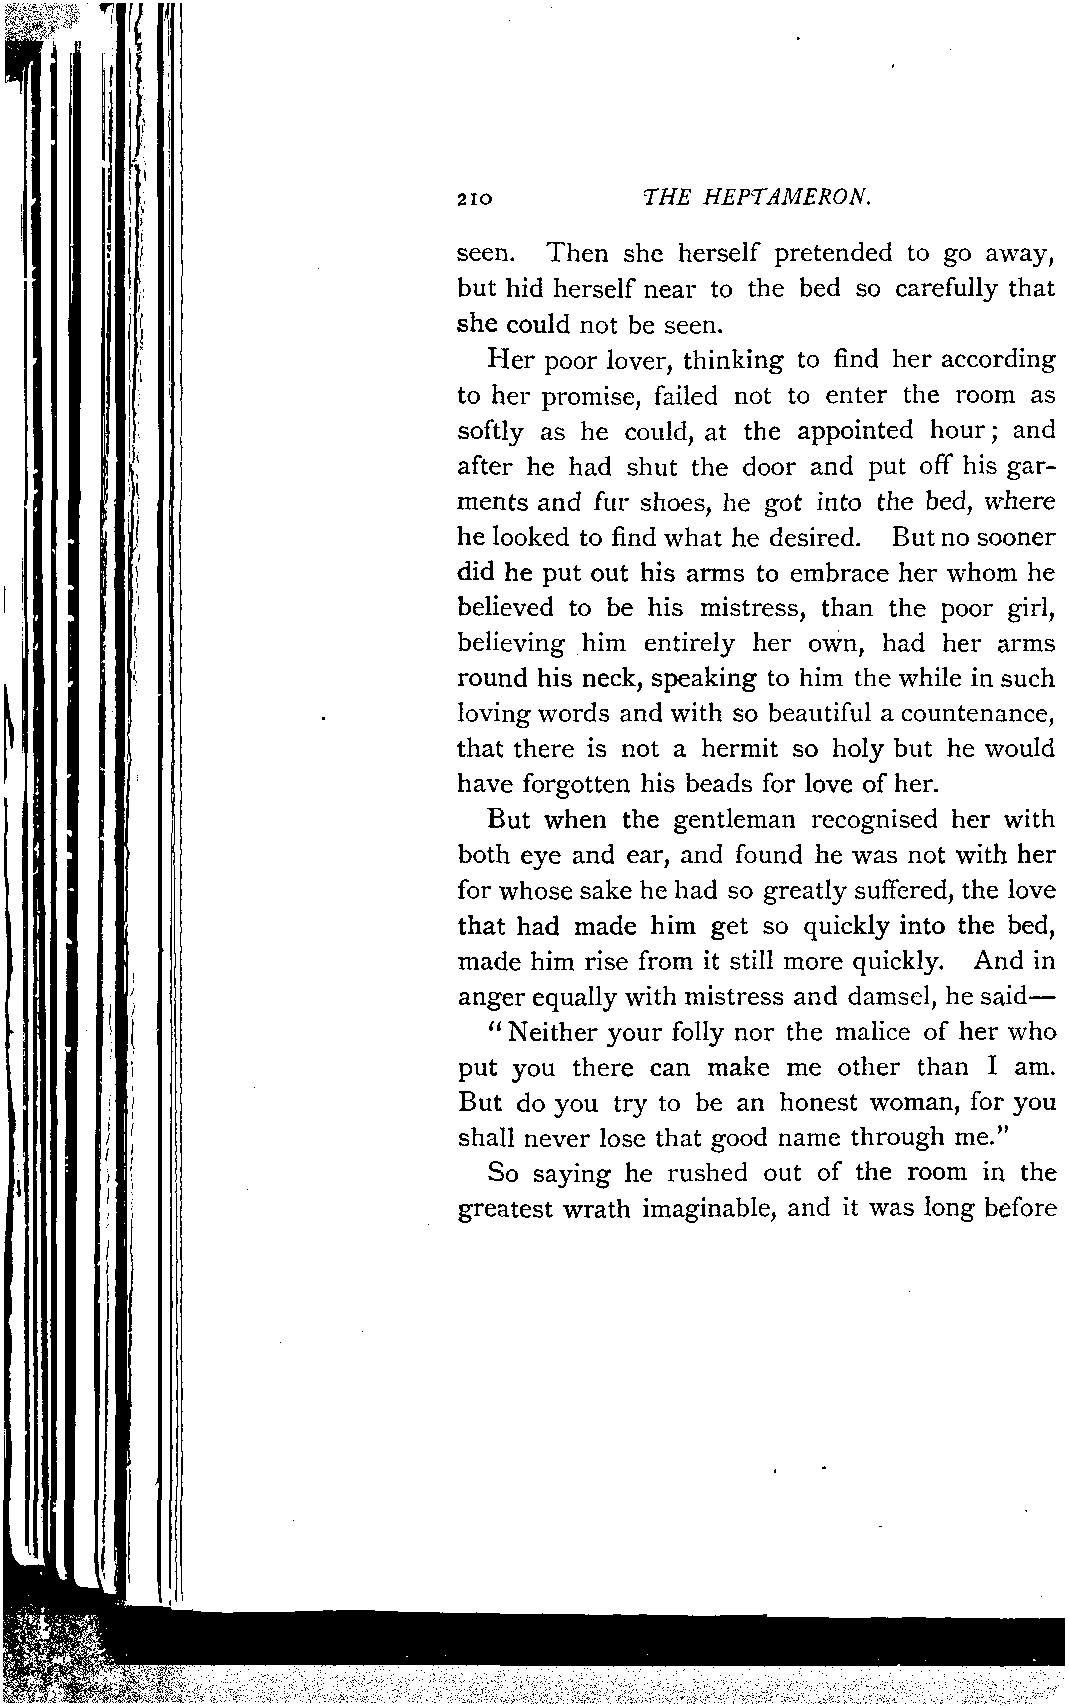 210 THE HEPTAMERON.
seen. Then she herself pretended to go away,
but hid herself near to the bed so carefully that
she could not be seen.
Her poor lover, thinking to find her according
to her promise, failed not to enter the room as
softly as he could, at the appointed hour; and
after he had shut the door and put off his gar-
ments and fur shoes, he got into the bed, where
he looked to find what he desired. But no sooner
did he put out his arms to embrace her whom he
believed to be his mistress, than the poor girl,
believing him entirely her own, had her arms
round his neck, speaking to him the while in such
loving words and with so beautiful a countenance,
that there is not a hermit so holy but he would
have forgotten his beads for love of her.
But when the gentleman recognised her with
both eye and ear, and found he was not with her
for whose sake he had so greatly suffered, the love
that had made him get so quickly into the bed,
made him rise from it still more quickly. And in
anger equally with mistress and damsel, he said—
"Neither your folly nor the malice of her who
put you there can make me other than I am.
But do you try to be an honest woman, for you
shall never lose that good name through me."
So saying he rushed out of the room in the
greatest wrath imaginable, and it was long before